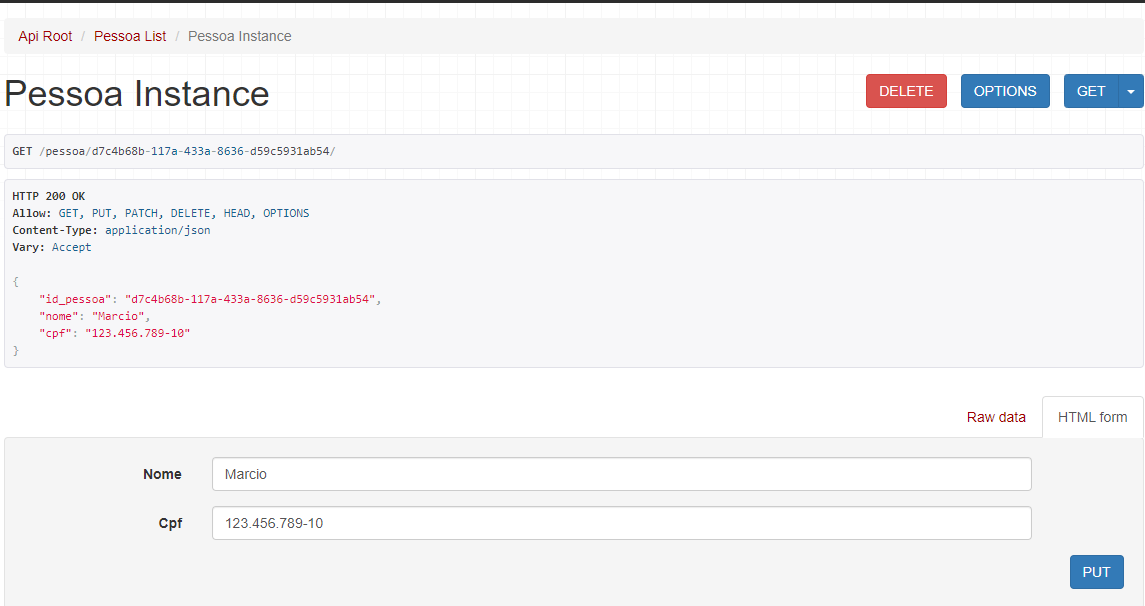 Api Root / Pessoa List / Pessoa Instance
Pessoa Instance
DELETE OPTIONS GET
GET /pessoa/d7c4b68b-117a-433a-8636-d59c5931ab54/
HTTP 200 OK
Allow: GET, PUT, PATCH, DELETE, HEAD, OPTIONS
Content-Type: application/json
Vary: Accept
{
"id_pessoa": "d7c4b68b-117a-433a-8636-d59c5931ab54",
"nome": "Marcio",
"cpf": "123.456.789-10"
}
Raw data HTML form
Nome Marcio
Cpf 123.456.789-10
PUT